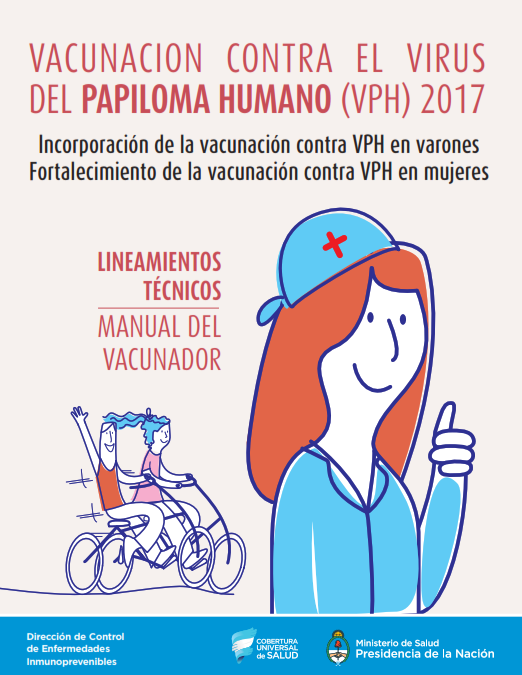 VACUNACION CONTRA EL VIRUS
DEL PAPILOMA HUMANO (VPH) 2017
Incorporación de la vacunación contra VPH en varones
Fortalecimiento de la vacunación contra VPH en mujeres
LINEAMIENTOS
TÉCNICOS
MANUAL DEL
VACUNADOR
Dirección de Control
de Enfermedades
Inmunoprevenibles
COBERTURA
UNIVERSAL
de SALUD
Ministerio de Salud
Presidencia de la Nación